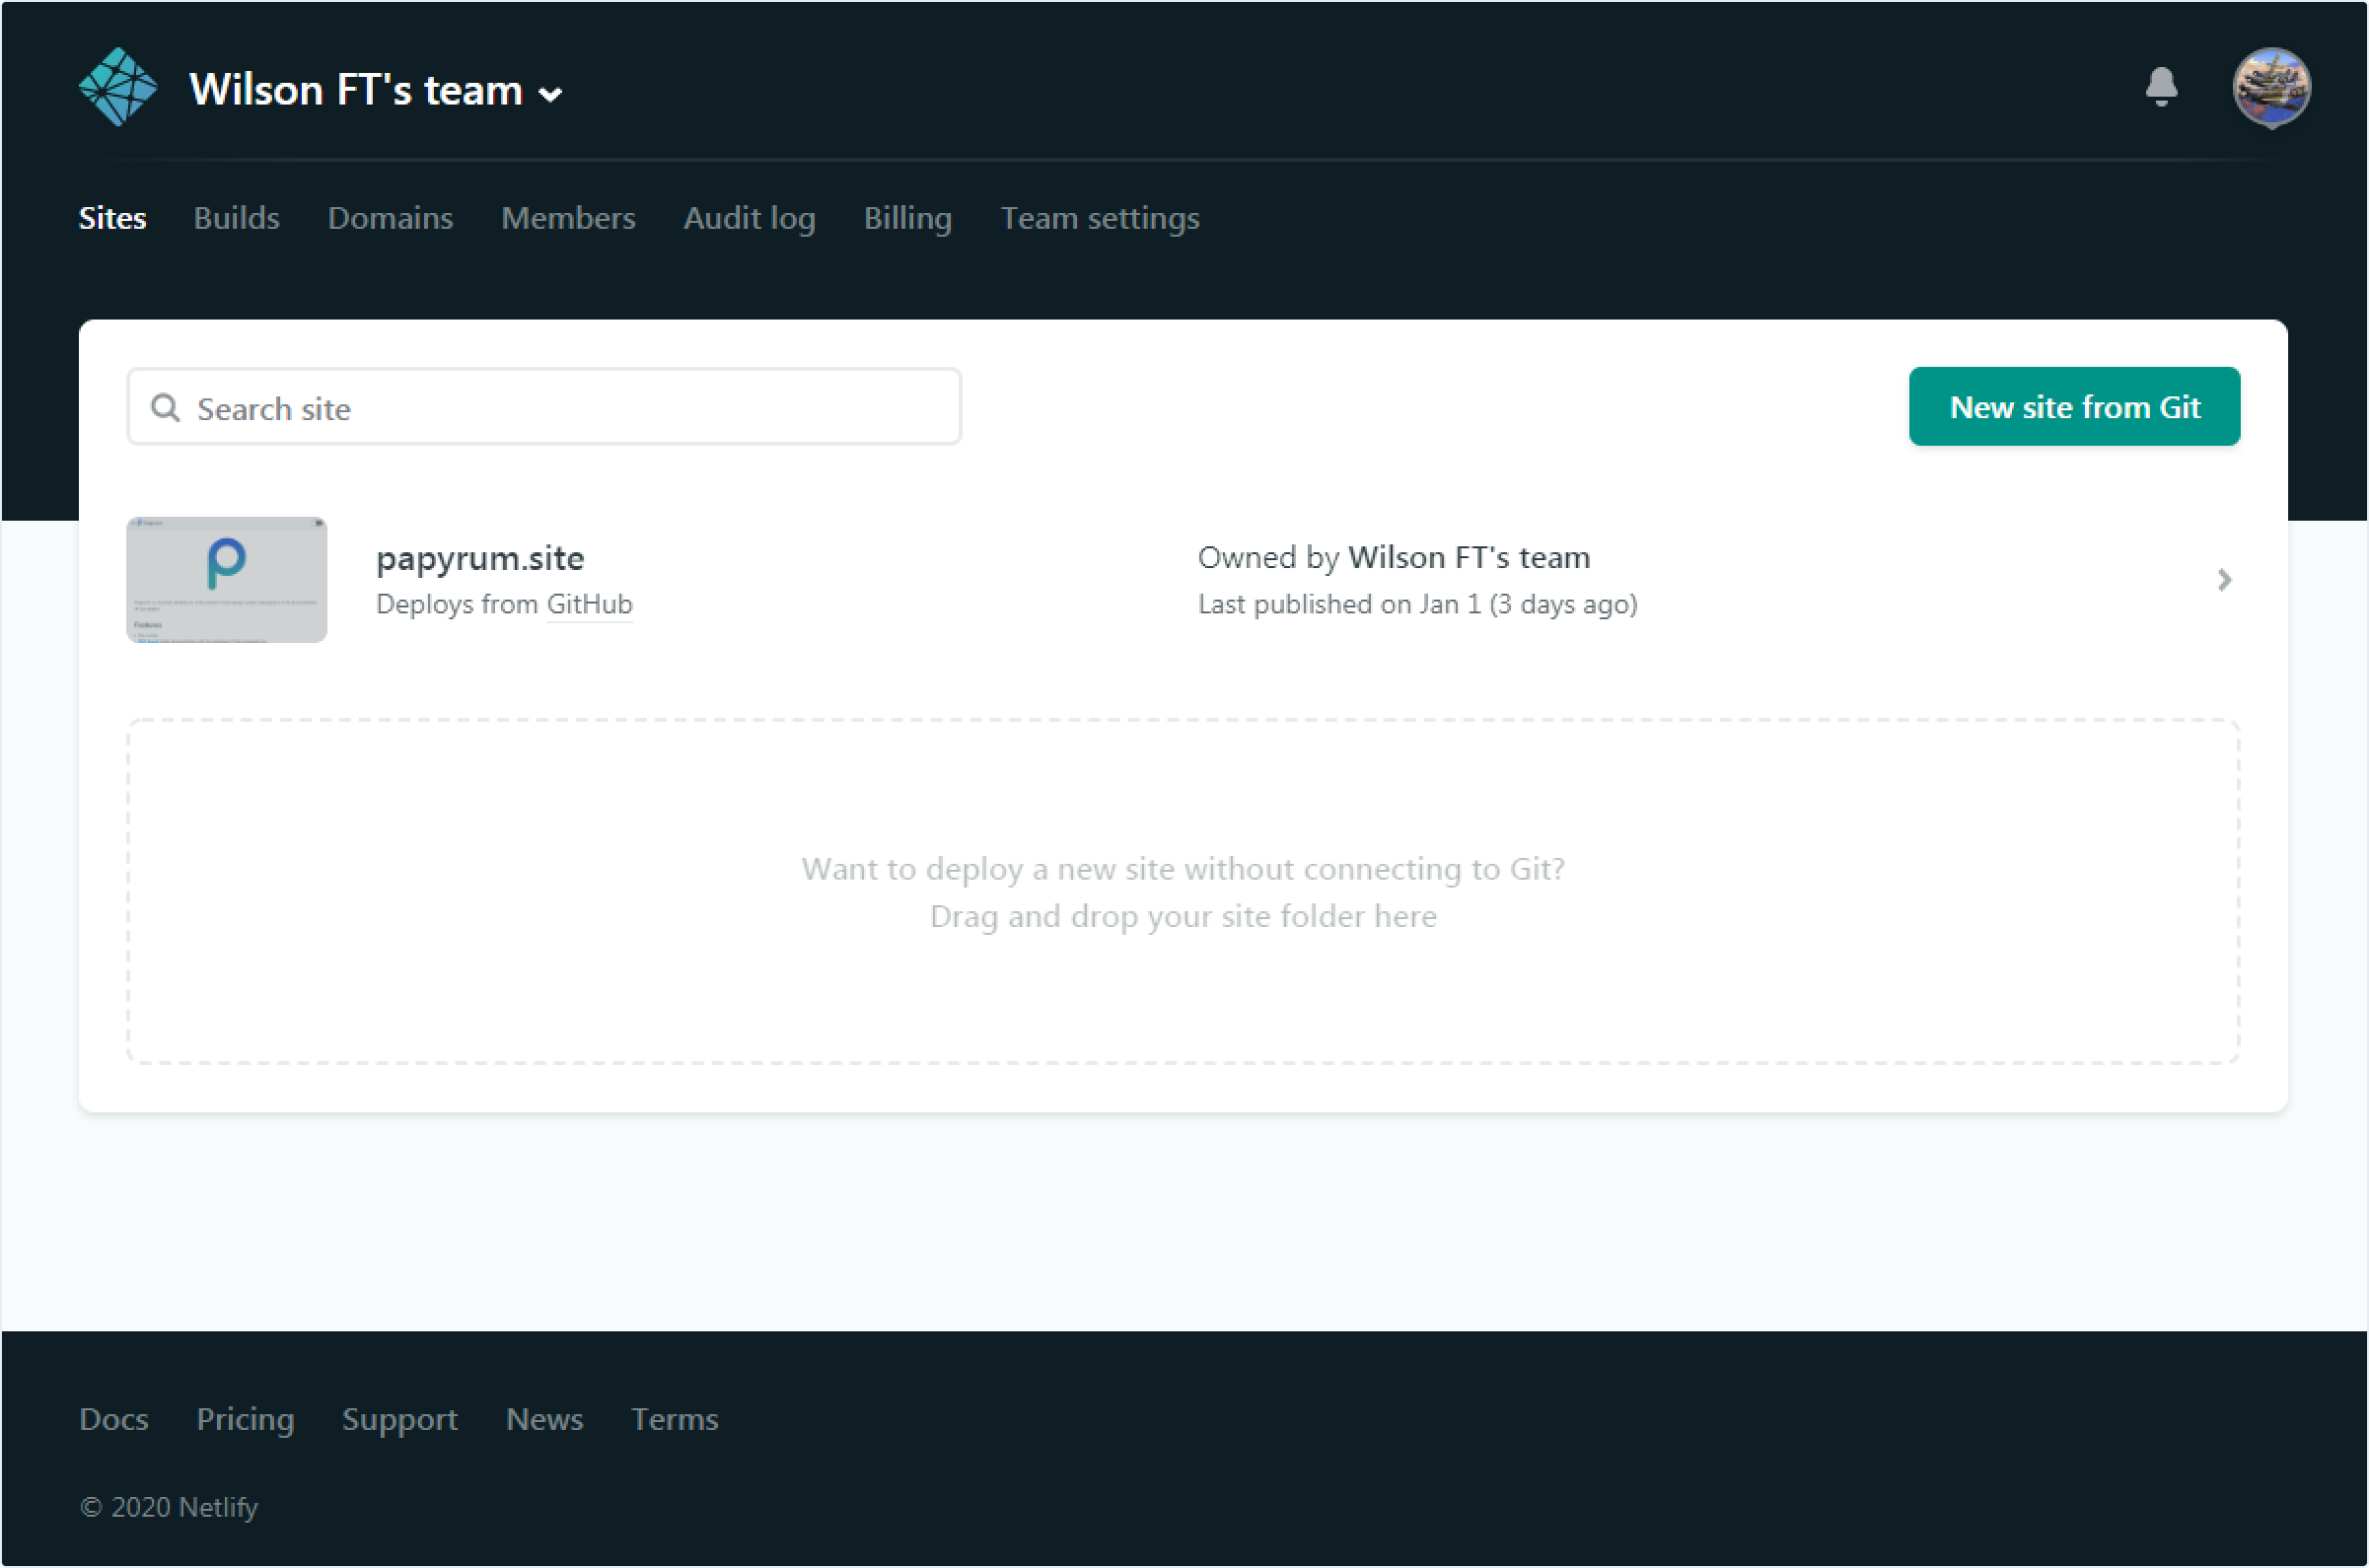 Wilson FT's team
Sites Builds Domains Members Audit log Billing Team settings
Search site
New site from Git
papyrum.site
Deploys from GitHub
Owned by Wilson FT's team
Last published on Jan 1 (3 days ago)
Features
Want to deploy a new site without connecting to Git?
Drag and drop your site folder here
Docs Pricing Support News Terms
© 2020 Netlify